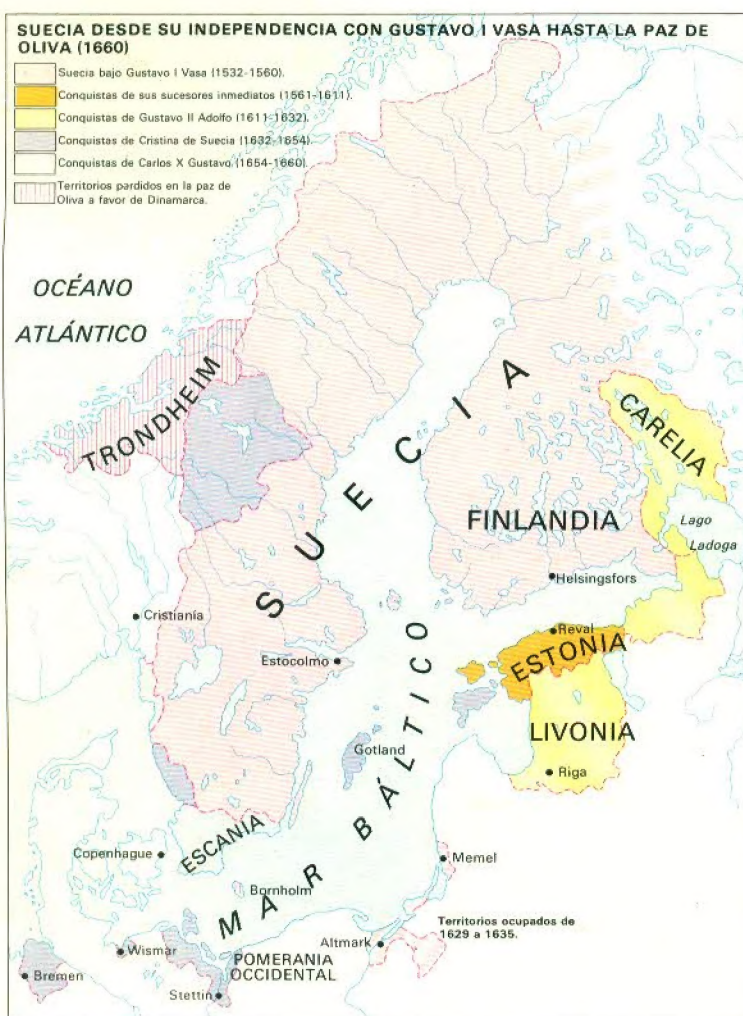 SUECIA DESDE SU INDEPENDENCIA CON GUSTAVO I VASA HASTA LA PAZ DE
OLIVA (1660)
Suecia bajo Gustavo I Vasa (1532-1560).
Conquistas de sus sucesores inmediatos (1561-1611).
Conquistas de Gustavo II Adolfo (1611-1632).
Conquistas de Cristina de Suecia (1632-1654).
Conquistas de Carlos X Gustavo (1654-1660).
Territorios perdidos en la paz de
Oliva a favor de Dinamarca.
OCÉANO
ATLÁNTICO
TRONDHEIM
SUECIA
CARELIA
FINLANDIA
Lago
Ladoga
Helsingsfors
Cristianía
Reval
ESTONIA
Estocolmo
LIVONIA
Gotland
Riga
MAR BÁLTICO
ESCANIA
Copenhague
Memel
Bornholm
Territorios ocupados de
1629 a 1635.
Altmark
Wismar
POMERANIA
OCCIDENTAL
Bremen
Stettin